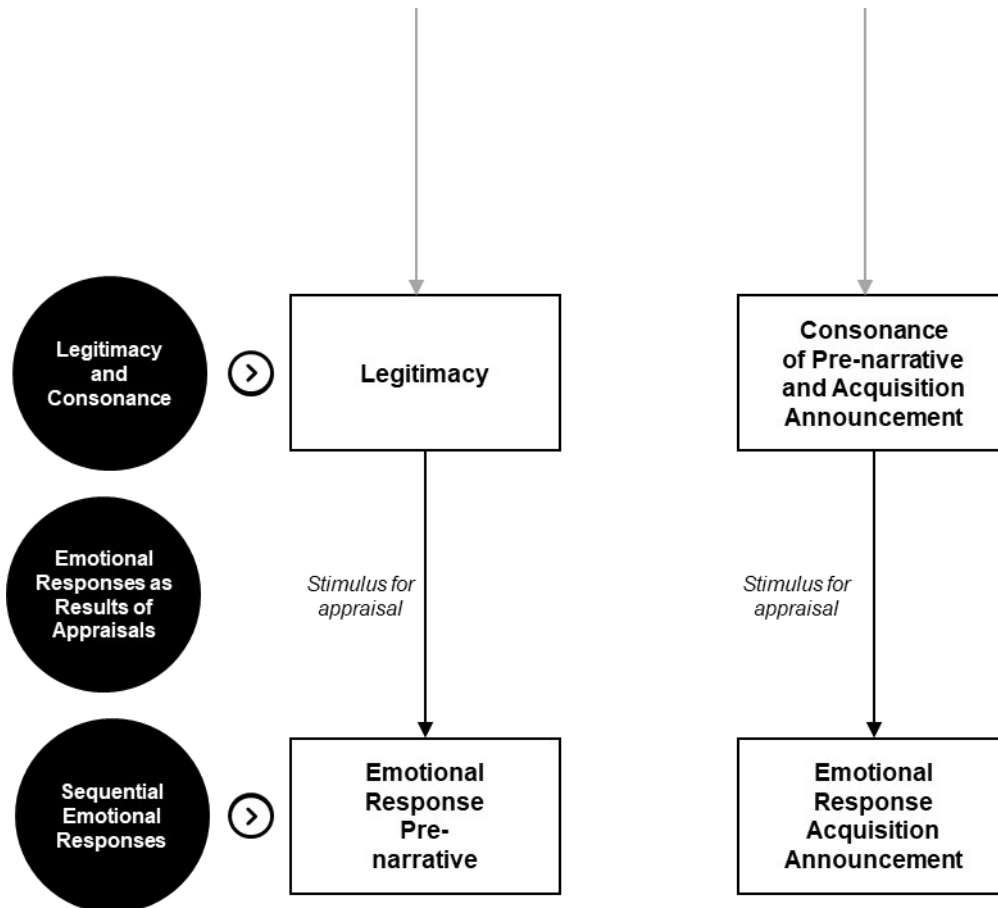 Legitimacy
and
Consonance
Legitimacy
Consonance
of Pre-narrative
and Acquisition
Announcement
Emotional
Responses as
Results of
Appraisals
Stimulus for
appraisal
Stimulus for
appraisal
Sequential
Emotional
Responses
Emotional
Response
Pre-
narrative
Emotional
Response
Acquisition
Announcement